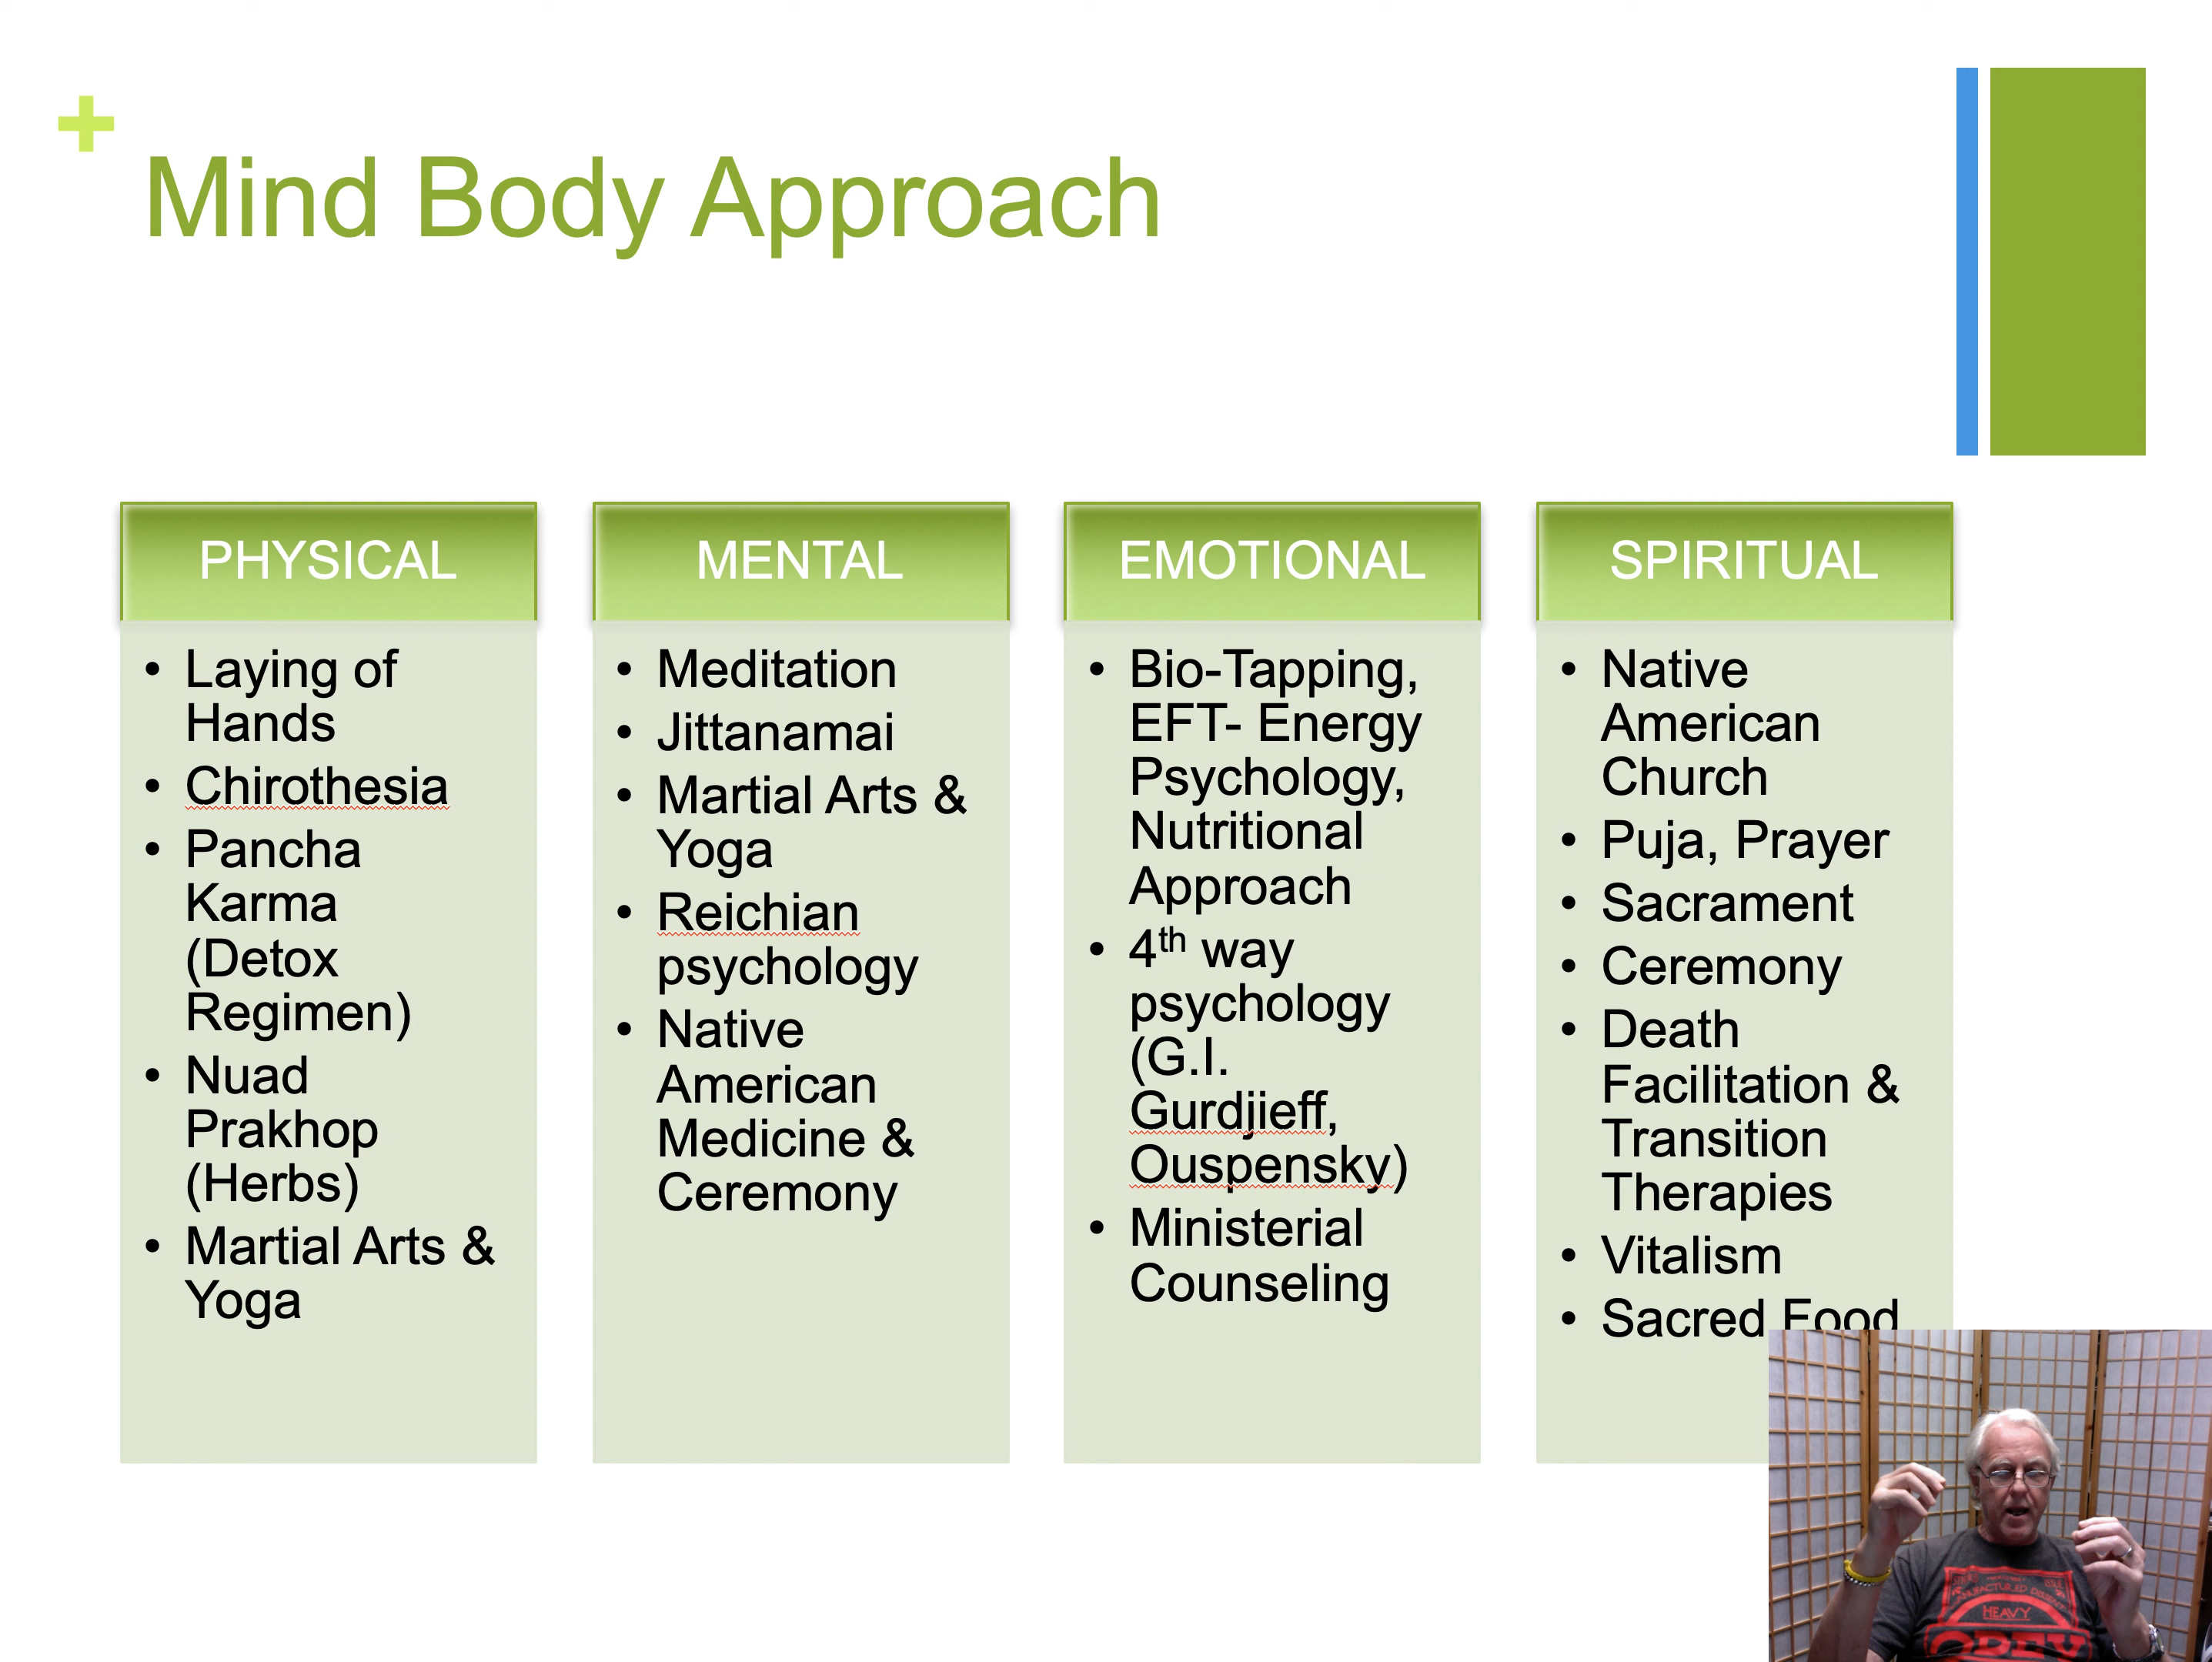 +
Mind Body Approach
PHYSICAL
Laying of
Hands
Chirothesia
Pancha
Karma
(Detox
Regimen)
Nuad
Prakhop
(Herbs)
Martial Arts &
Yoga
MENTAL
Meditation
Jittanamai
Martial Arts &
Yoga
Reichian
psychology
Native
American
Medicine &
Ceremony
EMOTIONAL
Bio-Tapping,
EFT- Energy
Psychology,
Nutritional
Approach
4th way
psychology
(G.I.
Gurdjieff,
Ouspensky)
Ministerial
Counseling
SPIRITUAL
Native
American
Church
Puja, Prayer
Sacrament
Ceremony
Death
Facilitation &
Transition
Therapies
Vitalism
Sacred Food
HEAVY
OBEY